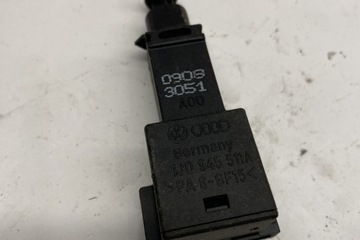 0908
3051
A00
Germany
1J0 945 511A
>PA 6-GF15<